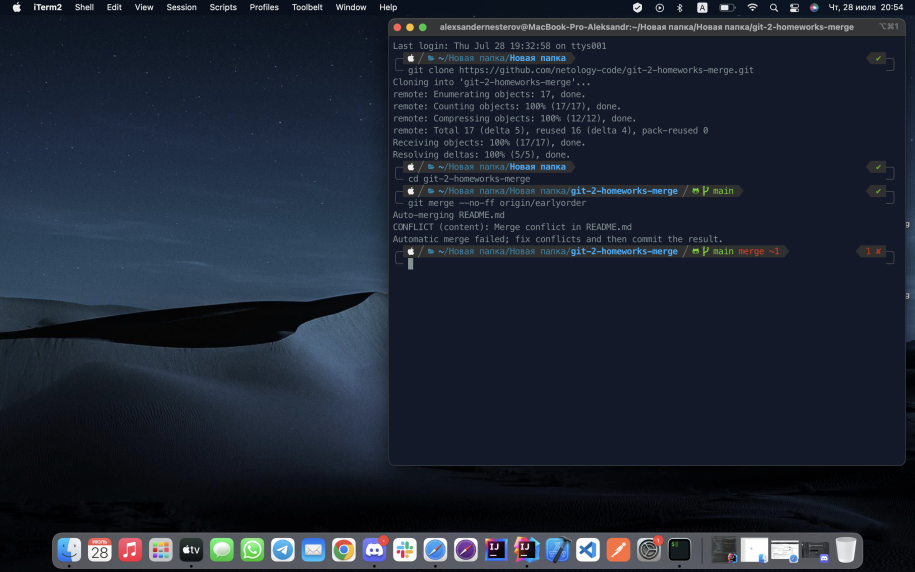 iTerm2 Shell Edit View Session Scripts Profiles Toolbelt Window Help A Чт, 28 июля 20:54
alexsandernesterov@MacBook-Pro-Aleksandr:~/Новая папка/Новая папка/git-2-homeworks-merge ⌥⌘1
Last login: Thu Jul 28 19:32:58 on ttys001
~/Новая папка/Новая папка ✔
git clone https://github.com/netology-code/git-2-homeworks-merge.git
Cloning into 'git-2-homeworks-merge'...
remote: Enumerating objects: 17, done.
remote: Counting objects: 100% (17/17), done.
remote: Compressing objects: 100% (12/12), done.
remote: Total 17 (delta 5), reused 16 (delta 4), pack-reused 0
Receiving objects: 100% (17/17), done.
Resolving deltas: 100% (5/5), done.
~/Новая папка/Новая папка ✔
cd git-2-homeworks-merge
~/Новая папка/Новая папка/git-2-homeworks-merge / main ✔
git merge --no-ff origin/earlyorder
Auto-merging README.md
CONFLICT (content): Merge conflict in README.md
Automatic merge failed; fix conflicts and then commit the result.
~/Новая папка/Новая папка/git-2-homeworks-merge / main merge ~1 1 ✘
g
g
ИЮЛЬ
28
tv
IJ
IJ
1
$